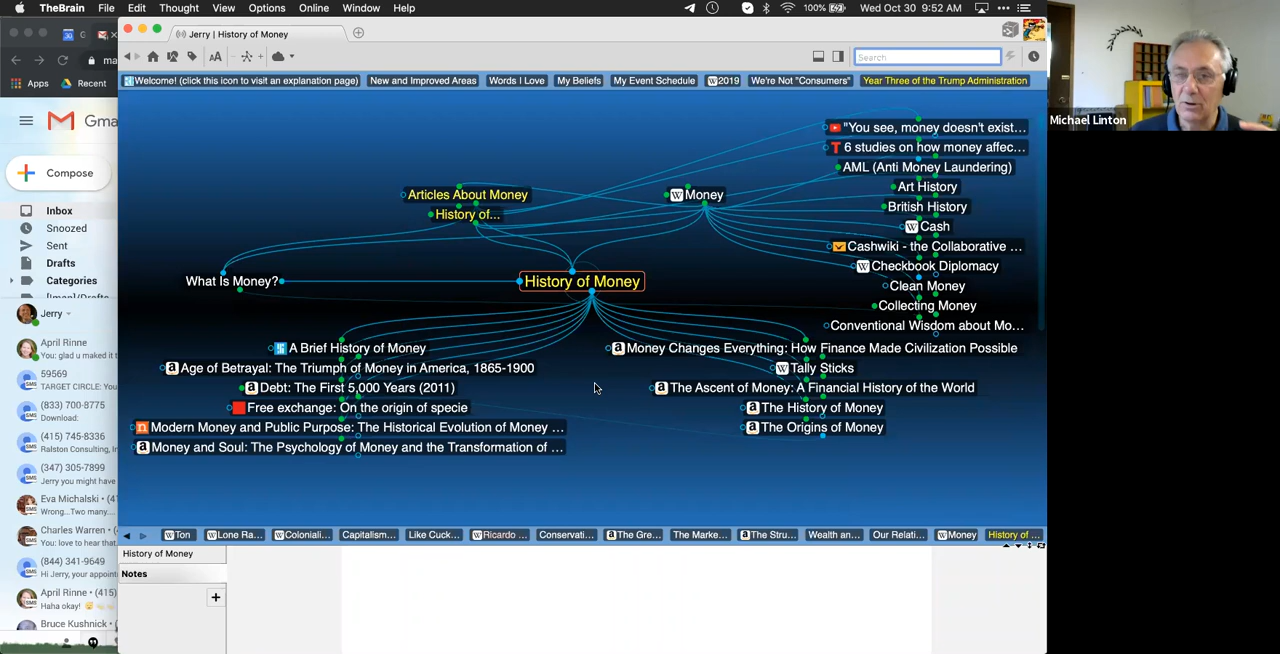 TheBrain File Edit Thought View Options Online Window Help 100% Wed Oct 30 9:52 AM
Jerry | History of Money
AA
Search
Apps Drive Recent
Welcome! (click this icon to visit an explanation page) New and Improved Areas Words I Love My Beliefs My Event Schedule 2019 We're Not "Consumers" Year Three of the Trump Administration
Gma
Compose
Inbox
Snoozed
Sent
Drafts
Categories
[Imap]/Drafts
Jerry
April Rinne
You: glad u made it t
59569
TARGET CIRCLE: You
(833) 700-8775
Download:
(415) 745-8336
Ralston Consulting, In
(347) 305-7899
Jerry you might have
Eva Michalski • (41
Wrong...Two many....
Charles Warren • (
You: love to hear that.
(844) 341-9649
Hi Jerry, your appoint
April Rinne • (415)
Haha okay!
Bruce Kushnick •
Articles About Money
History of...
Money
What Is Money?
History of Money
"You see, money doesn't exist...
6 studies on how money affec...
AML (Anti Money Laundering)
Art History
British History
Cash
Cashwiki - the Collaborative ...
Checkbook Diplomacy
Clean Money
Collecting Money
Conventional Wisdom about Mo...
A Brief History of Money
Age of Betrayal: The Triumph of Money in America, 1865-1900
Debt: The First 5,000 Years (2011)
Free exchange: On the origin of specie
Modern Money and Public Purpose: The Historical Evolution of Money ...
Money and Soul: The Psychology of Money and the Transformation of ...
Money Changes Everything: How Finance Made Civilization Possible
Tally Sticks
The Ascent of Money: A Financial History of the World
The History of Money
The Origins of Money
Ton Lone Ra... Coloniali... Capitalism... Like Cuck... Ricardo ... Conservati... The Gre... The Marke... The Stru... Wealth an... Our Relati... Money History of ...
History of Money
Notes
Michael Linton